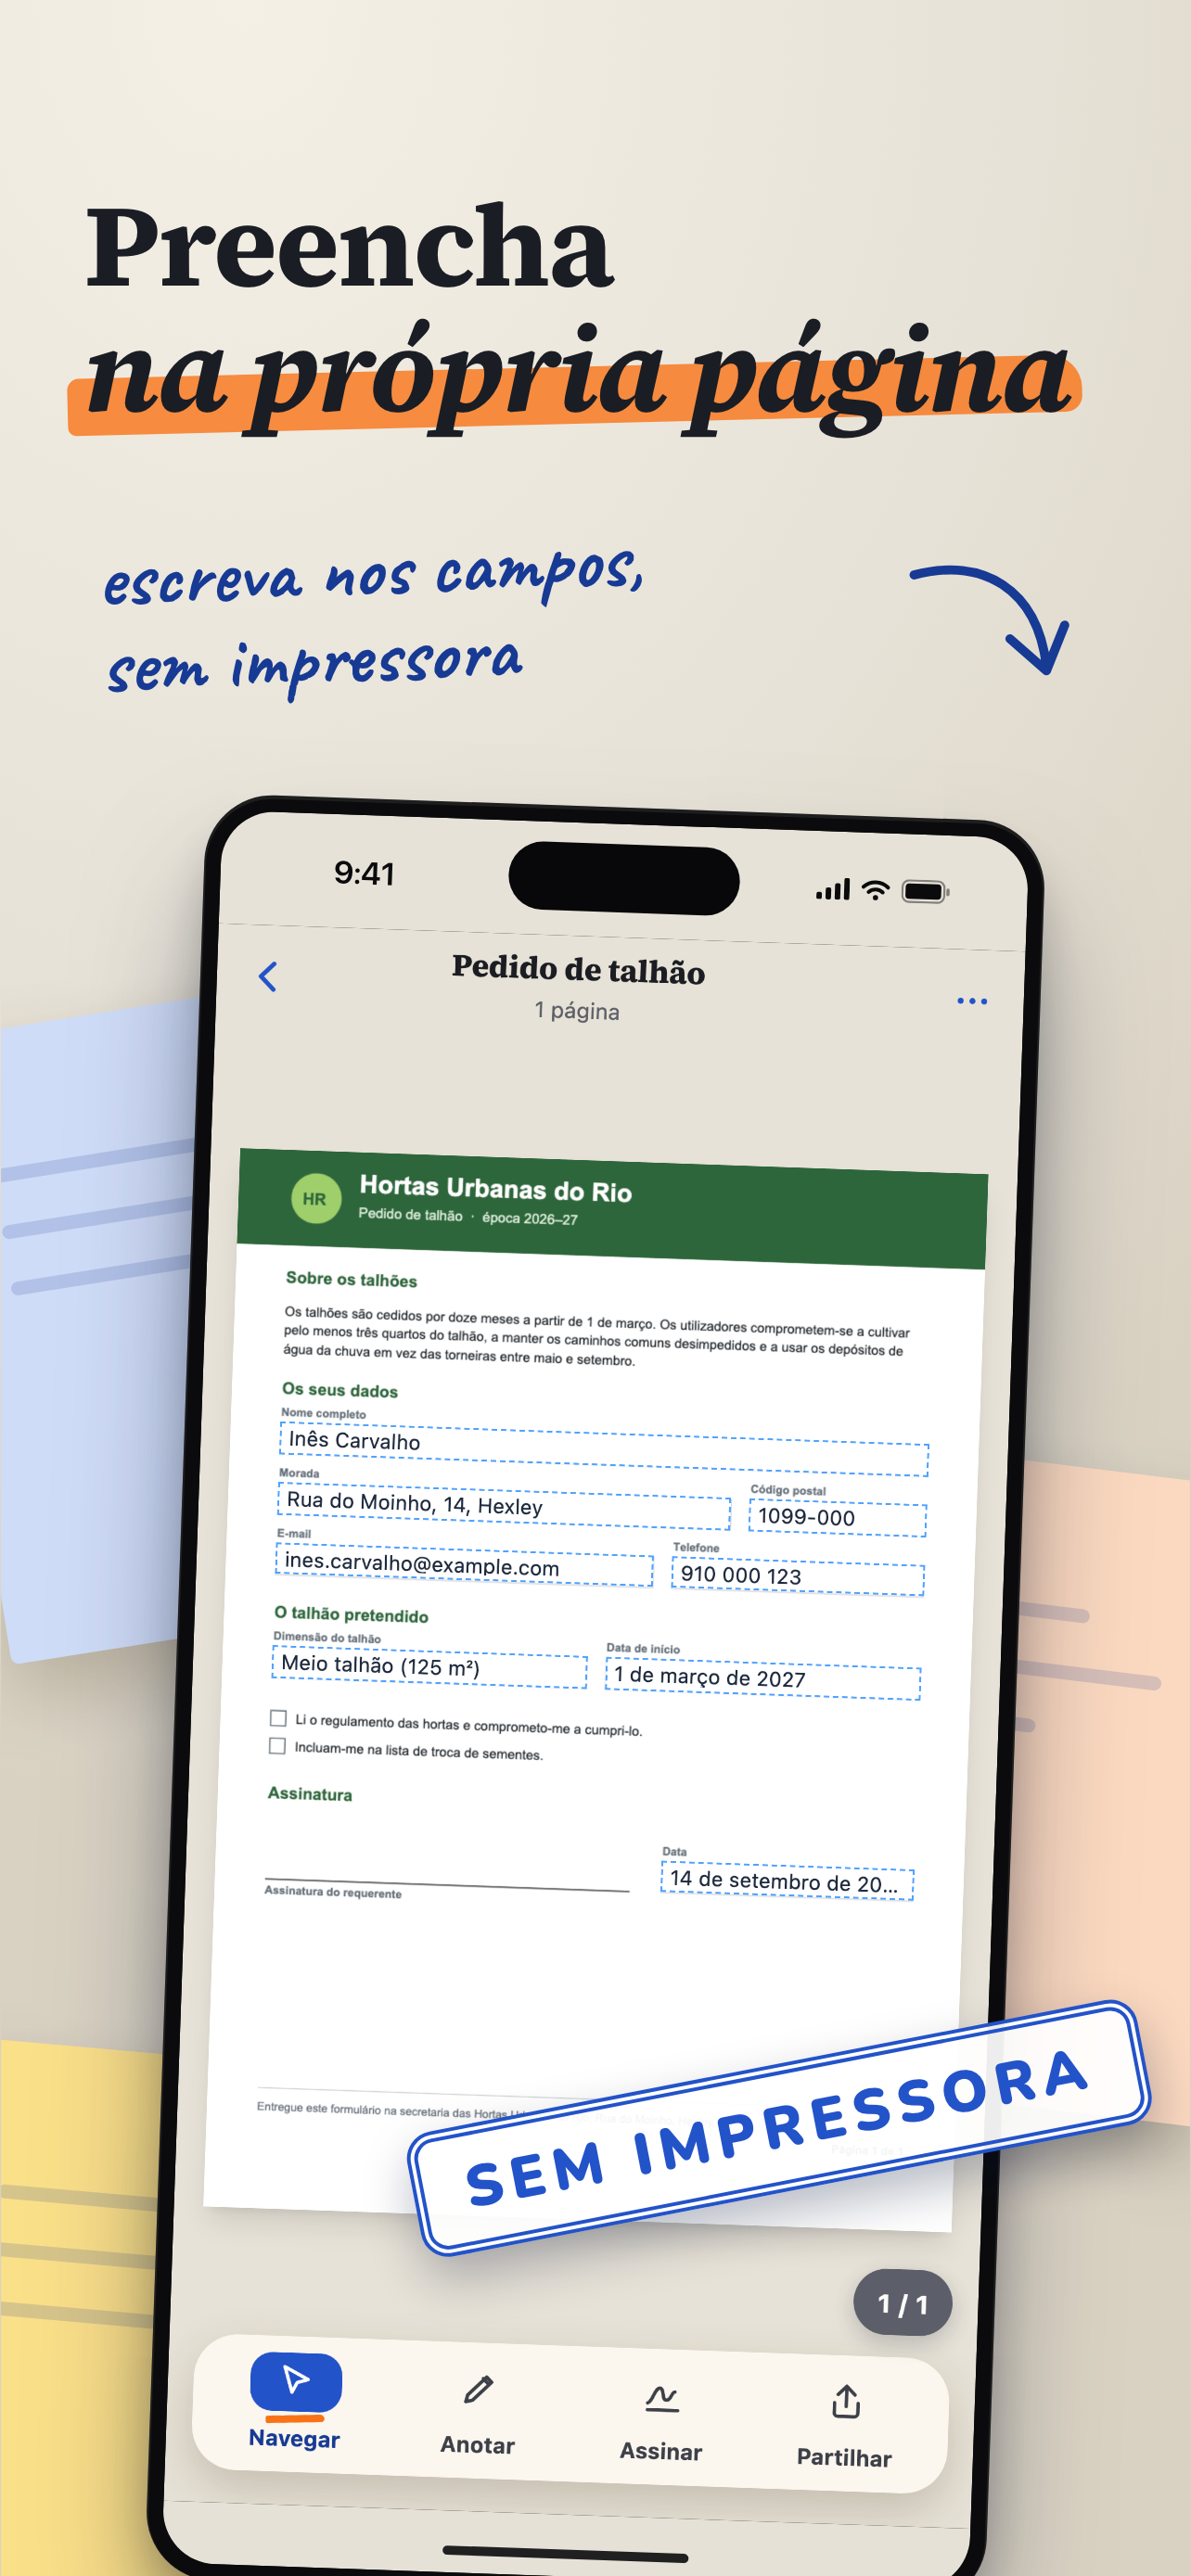 Preencha
na própria página
escreva nos campos,
sem impressora
9:41
Pedido de talhão
1 página
HR
Hortas Urbanas do Rio
Pedido de talhão · época 2026–27
Sobre os talhões
Os talhões são cedidos por doze meses a partir de 1 de março. Os utilizadores comprometem-se a cultivar
pelo menos três quartos do talhão, a manter os caminhos comuns desimpedidos e a usar os depósitos de
água da chuva em vez das torneiras entre maio e setembro.
Os seus dados
Nome completo
Inês Carvalho
Morada
Código postal
Rua do Moinho, 14, Hexley
1099-000
E-mail
Telefone
ines.carvalho@example.com
910 000 123
O talhão pretendido
Dimensão do talhão
Data de início
Meio talhão (125 m²)
1 de março de 2027
Li o regulamento das hortas e comprometo-me a cumpri-lo.
Incluam-me na lista de troca de sementes.
Assinatura
Data
14 de setembro de 20...
Assinatura do requerente
Entregue este formulário na secretaria das Hortas
SEM IMPRESSORA
1 / 1
Navegar
Anotar
Assinar
Partilhar